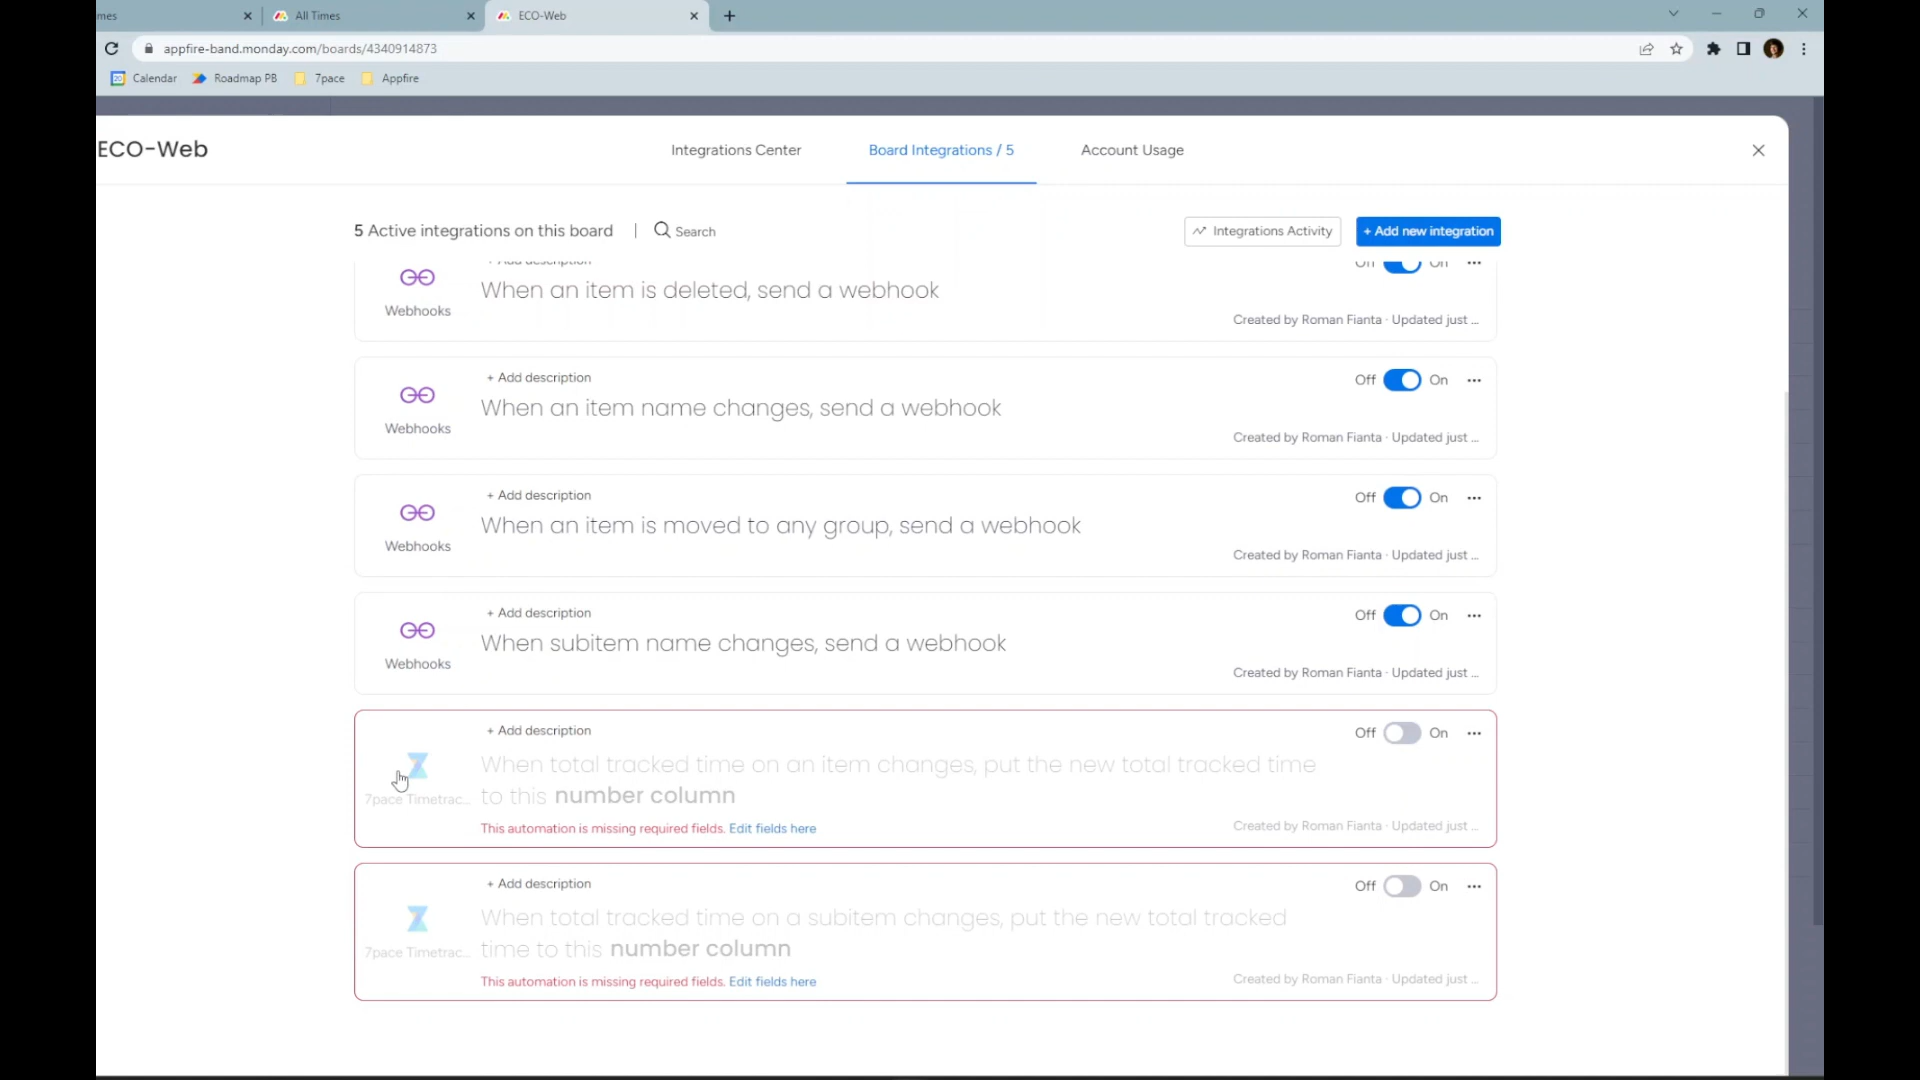 mes
All Times
ECO-Web
appfire-band.monday.com/boards/4340914873
Calendar
Roadmap PB
7pace
Appfire
ECO-Web
Integrations Center
Board Integrations / 5
Account Usage
5 Active integrations on this board
Search
Integrations Activity
+ Add new integration
+ Add description
Off On
Webhooks
When an item is deleted, send a webhook
Created by Roman Fianta · Updated just ...
+ Add description
Off On
Webhooks
When an item name changes, send a webhook
Created by Roman Fianta · Updated just ...
+ Add description
Off On
Webhooks
When an item is moved to any group, send a webhook
Created by Roman Fianta · Updated just ...
+ Add description
Off On
Webhooks
When subitem name changes, send a webhook
Created by Roman Fianta · Updated just ...
+ Add description
Off On
7pace Timetrac...
When total tracked time on an item changes, put the new total tracked time
to this number column
This automation is missing required fields. Edit fields here
Created by Roman Fianta · Updated just ...
+ Add description
Off On
7pace Timetrac...
When total tracked time on a subitem changes, put the new total tracked
time to this number column
This automation is missing required fields. Edit fields here
Created by Roman Fianta · Updated just ...